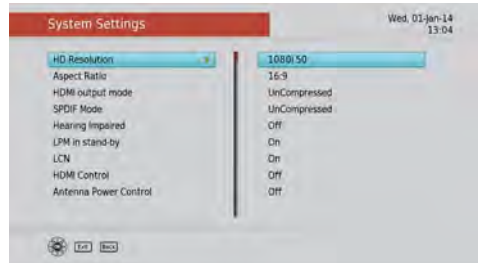 System Settings
Wed, 01-Jan-14
13:04
HD Resolution 1080i 50
Aspect Ratio 16:9
HDMI output mode UnCompressed
SPDIF Mode UnCompressed
Hearing Impaired Off
LPM in stand-by On
LCN On
HDMI Control Off
Antenna Power Control Off
Exit Back